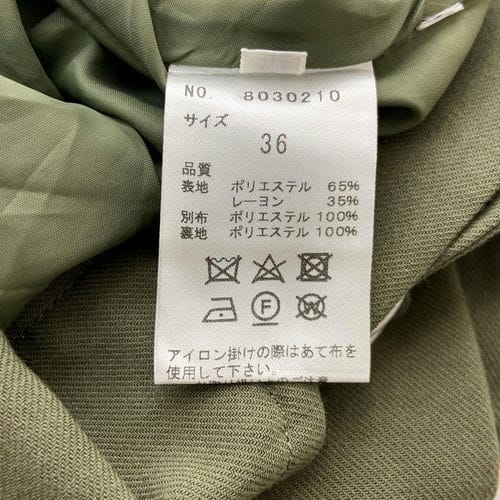 NO. 8030210
サイズ
36
品質
表地 ポリエステル 65%
レーヨン 35%
別布 ポリエステル 100%
裏地 ポリエステル 100%
F
W
アイロン掛けの際はあて布を
使用して下さい。